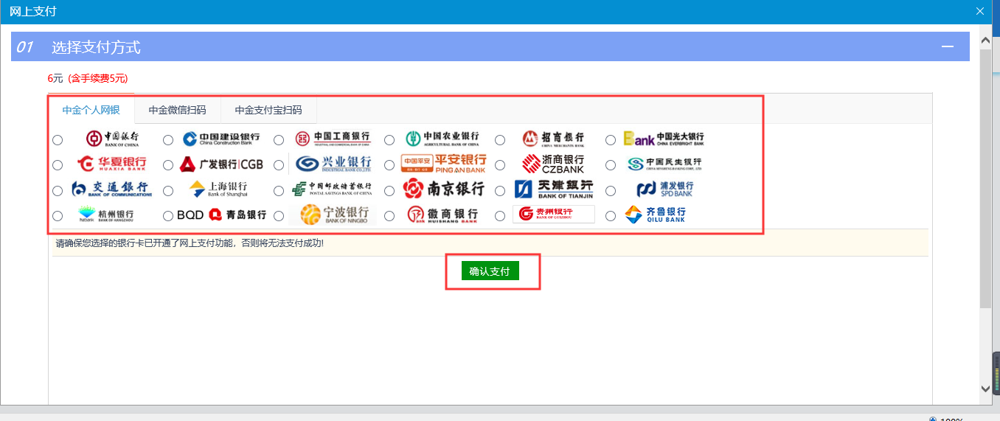 网上支付
01 选择支付方式
6元 (含手续费5元)
中金个人网银 中金微信扫码 中金支付宝扫码
中国银行 BANK OF CHINA
中国建设银行 China Construction Bank
中国工商银行 INDUSTRIAL AND COMMERCIAL BANK OF CHINA
中国农业银行 AGRICULTURAL BANK OF CHINA
招商银行 CHINA MERCHANTS BANK
Bank 中国光大银行 CHINA EVERBRIGHT BANK
华夏银行 HUAXIA BANK
广发银行|CGB
兴业银行 INDUSTRIAL BANK CO.,LTD.
中国平安 平安银行 PING AN BANK
浙商银行 CZBANK
中国民生银行 CHINA MINSHENG BANKING CORP., LTD.
交通银行 BANK OF COMMUNICATIONS
上海银行 Bank of Shanghai
中国邮政储蓄银行 POSTAL SAVINGS BANK OF CHINA
南京银行
天津银行 BANK OF TIANJIN
浦发银行 SPD BANK
杭州银行 BANK OF HANGZHOU
BQD 青岛银行
宁波银行 BANK OF NINGBO
徽商银行 HUISHANG BANK
贵州银行 BANK OF GUIZHOU
齐鲁银行 QILU BANK
请确保您选择的银行卡已开通了网上支付功能，否则将无法支付成功!
确认支付